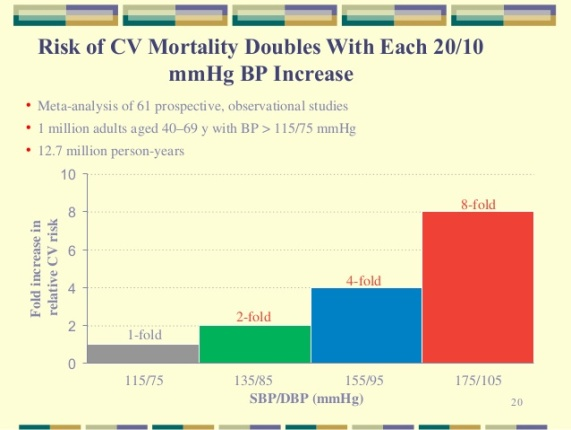 Risk of CV Mortality Doubles With Each 20/10
mmHg BP Increase
• Meta-analysis of 61 prospective, observational studies
• 1 million adults aged 40–69 y with BP > 115/75 mmHg
• 12.7 million person-years
Fold increase in
relative CV risk
10
8
6
4
2
0
1-fold
2-fold
4-fold
8-fold
115/75
135/85
155/95
175/105
SBP/DBP (mmHg)
20